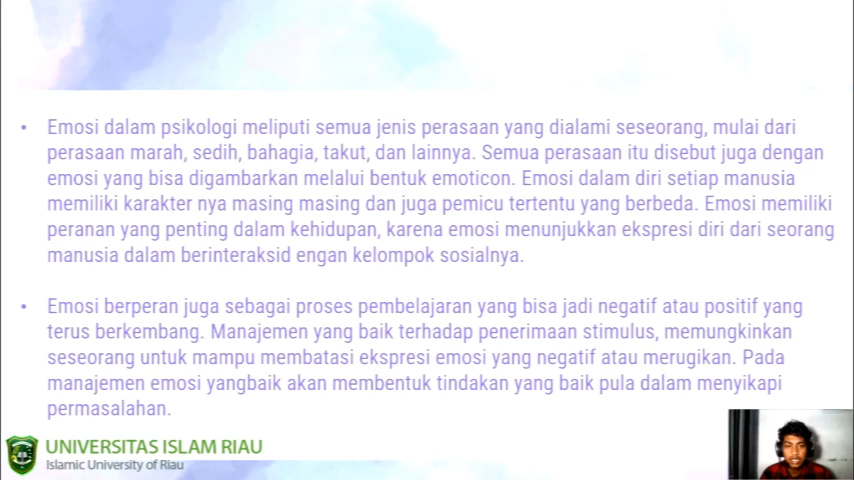 • Emosi dalam psikologi meliputi semua jenis perasaan yang dialami seseorang, mulai dari
perasaan marah, sedih, bahagia, takut, dan lainnya. Semua perasaan itu disebut juga dengan
emosi yang bisa digambarkan melalui bentuk emoticon. Emosi dalam diri setiap manusia
memiliki karakter nya masing masing dan juga pemicu tertentu yang berbeda. Emosi memiliki
peranan yang penting dalam kehidupan, karena emosi menunjukkan ekspresi diri dari seorang
manusia dalam berinteraksid engan kelompok sosialnya.
• Emosi berperan juga sebagai proses pembelajaran yang bisa jadi negatif atau positif yang
terus berkembang. Manajemen yang baik terhadap penerimaan stimulus, memungkinkan
seseorang untuk mampu membatasi ekspresi emosi yang negatif atau merugikan. Pada
manajemen emosi yangbaik akan membentuk tindakan yang baik pula dalam menyikapi
permasalahan.
UNIVERSITAS ISLAM RIAU
Islamic University of Riau